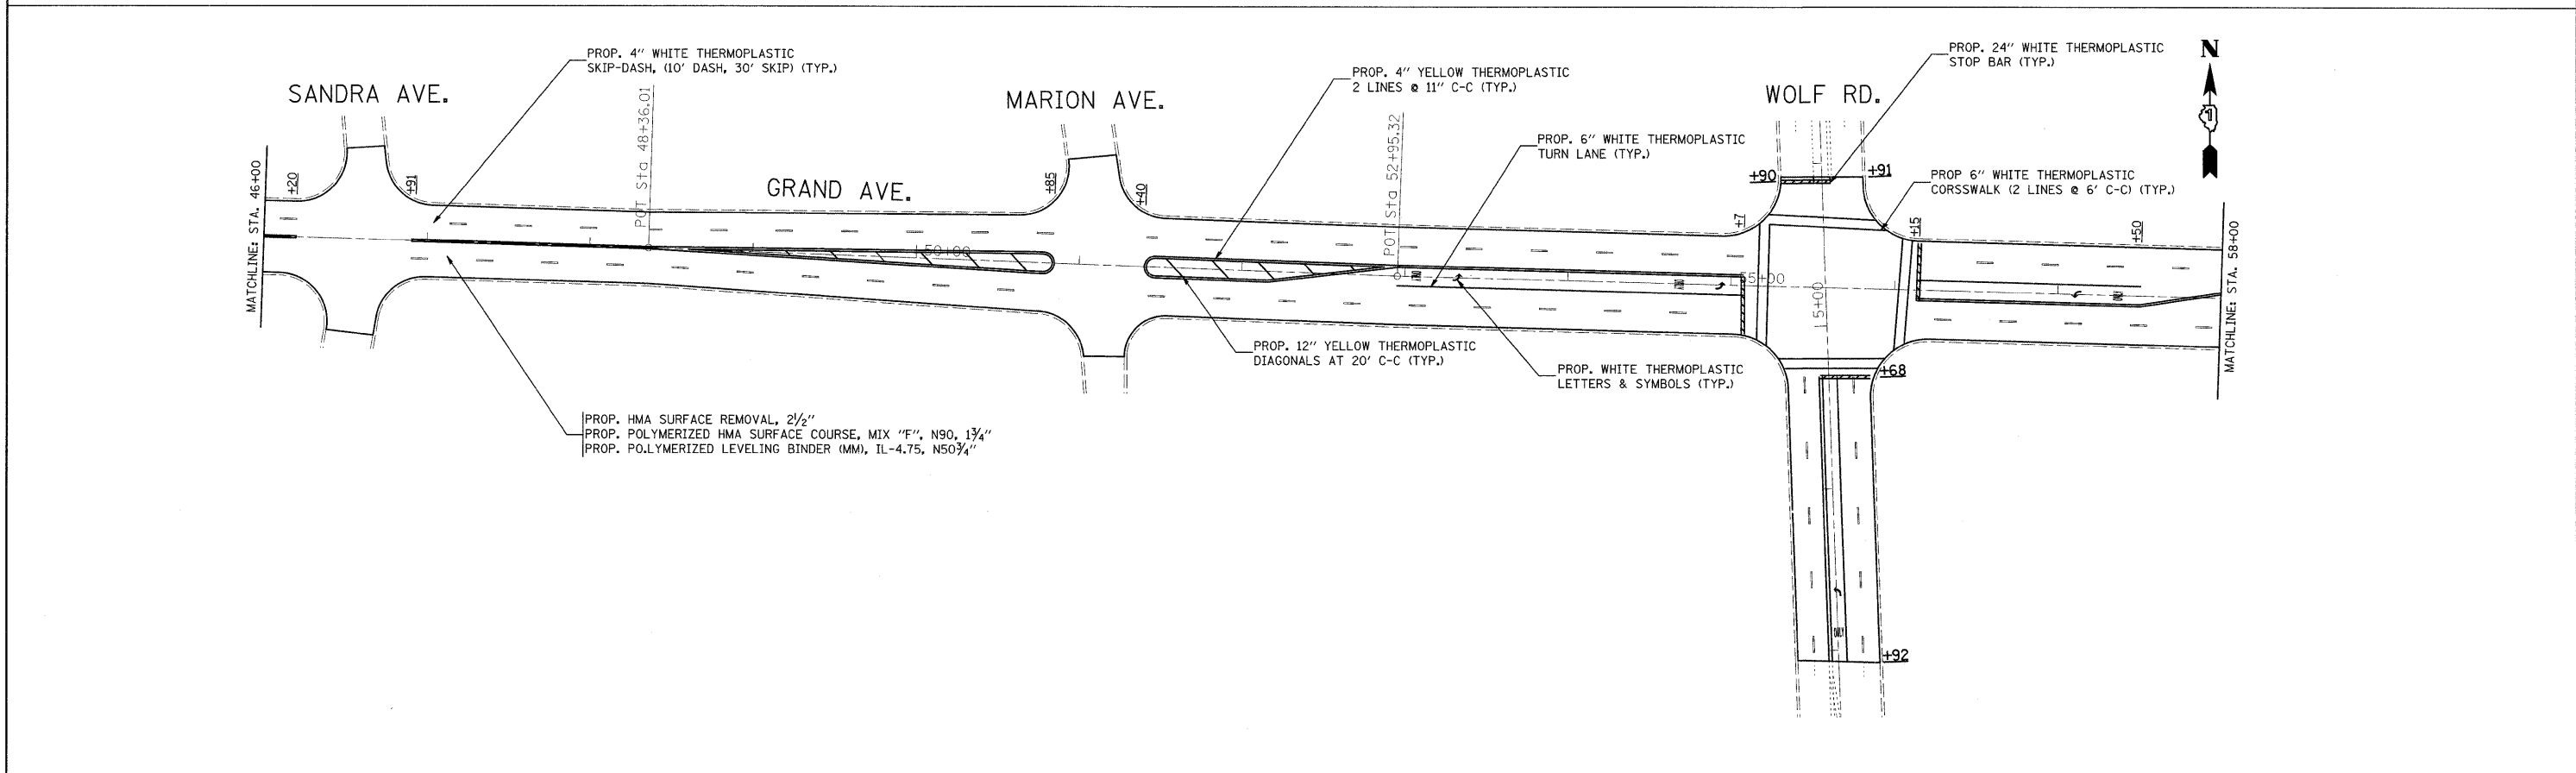 PROP. 4" WHITE THERMOPLASTIC
SKIP-DASH, (10' DASH, 30' SKIP) (TYP.)
PROP. 24" WHITE THERMOPLASTIC
STOP BAR (TYP.)
N
PROP. 4" YELLOW THERMOPLASTIC
2 LINES @ 11" C-C (TYP.)
SANDRA AVE.
MARION AVE.
WOLF RD.
PROP. 6" WHITE THERMOPLASTIC
TURN LANE (TYP.)
PROP 6" WHITE THERMOPLASTIC
CORSSWALK (2 LINES @ 6' C-C) (TYP.)
MATCHLINE: STA. 46+00
+20
+91
POT Sta 48+36.01
GRAND AVE.
+85
+40
POT Sta 52+95.32
+7
+90
+91
+15
+50
MATCHLINE: STA. 58+00
50+00
55+00
5+00
ONLY
ONLY
ONLY
PROP. 12" YELLOW THERMOPLASTIC
DIAGONALS AT 20' C-C (TYP.)
PROP. WHITE THERMOPLASTIC
LETTERS & SYMBOLS (TYP.)
+68
PROP. HMA SURFACE REMOVAL, 2½"
PROP. POLYMERIZED HMA SURFACE COURSE, MIX "F", N90, 1¾"
PROP. PO.LYMERIZED LEVELING BINDER (MM), IL-4.75, N50¾"
ONLY
+92